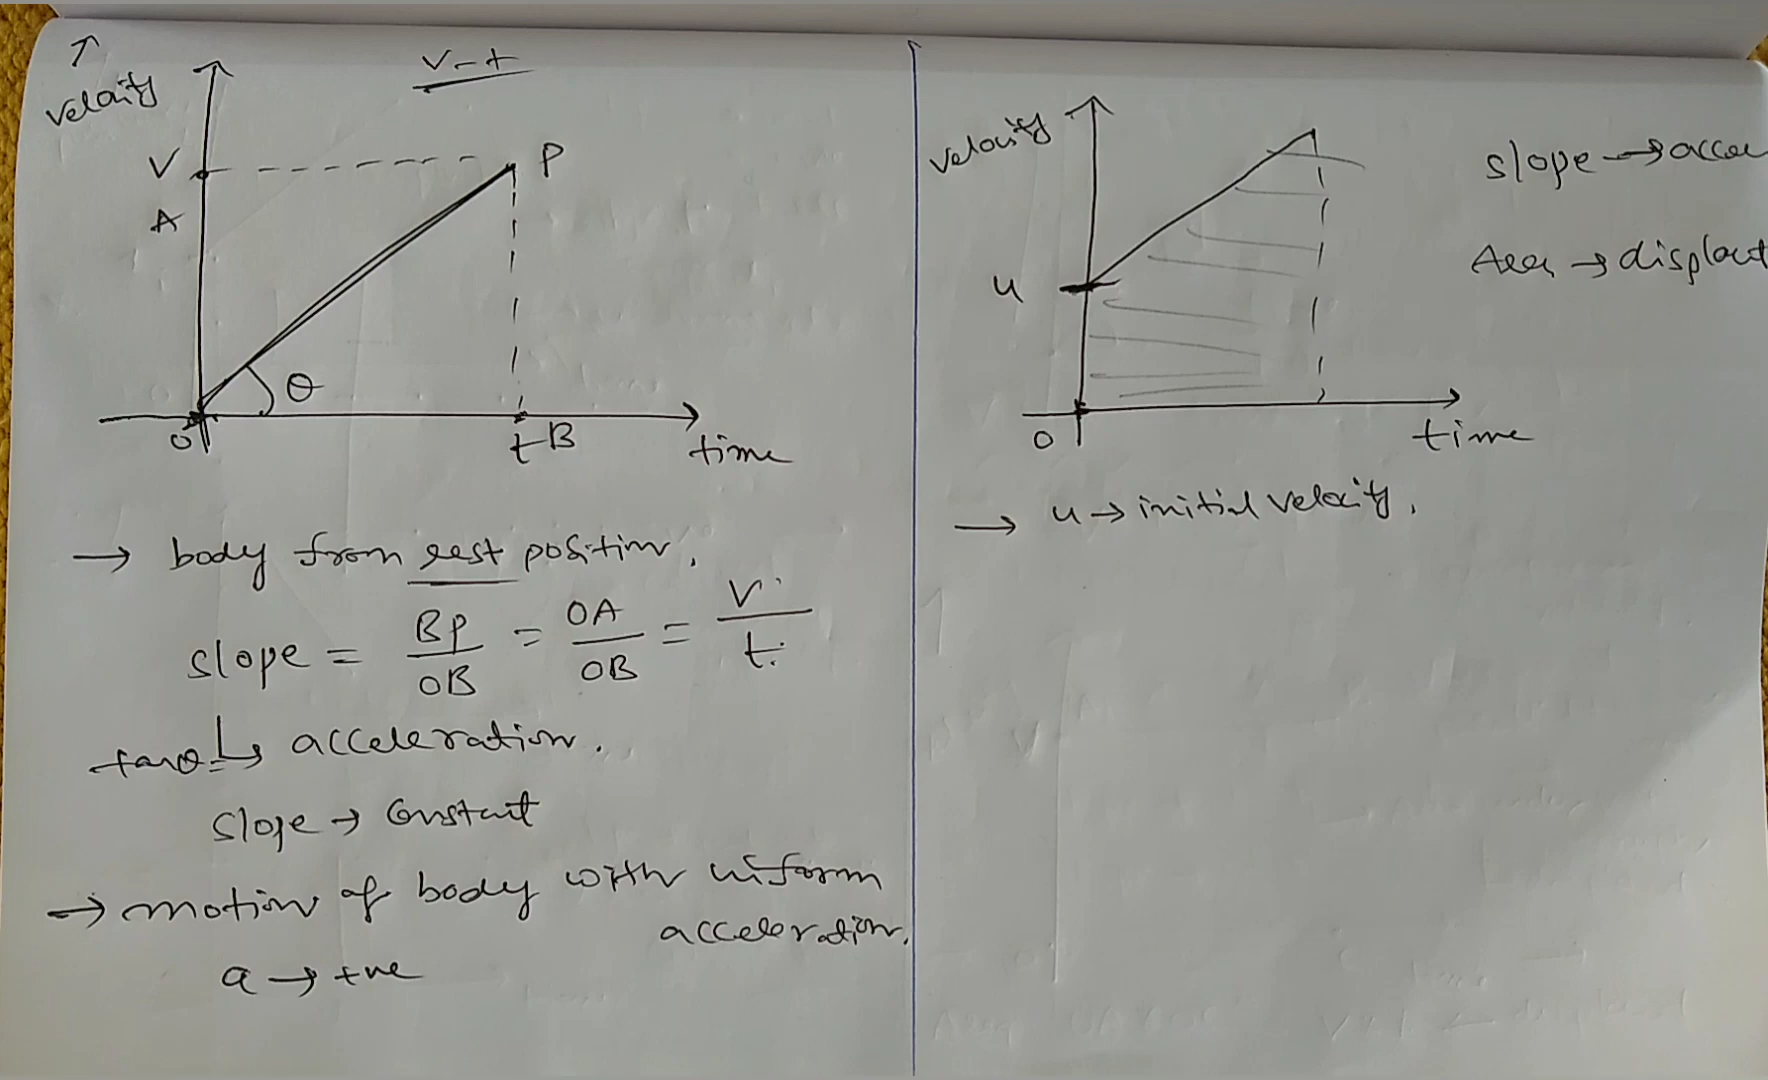 v-t
velocity
V
P
A
θ
O
t B
time
→ body from rest position.
slope = BP/OB = OA/OB = V/t
tanθ = ↳ acceleration.
slope → Constant
→ motion of body with uniform
acceleration.
a → +ve
velocity
slope → accel
Area → displact
u
O
time
→ u → initial velocity.